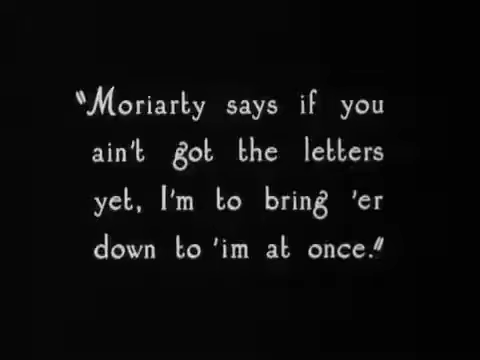 "Moriarty says if you
ain't got the letters
yet, I'm to bring 'er
down to 'im at once."